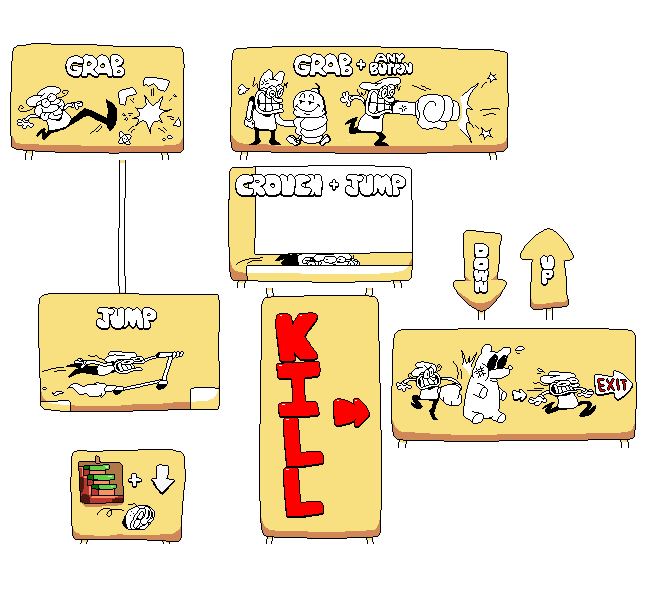 GRAB
GRAB + ANY BUTTON
CROUCH + JUMP
DOWN
UP
JUMP
KILL
EXIT
+